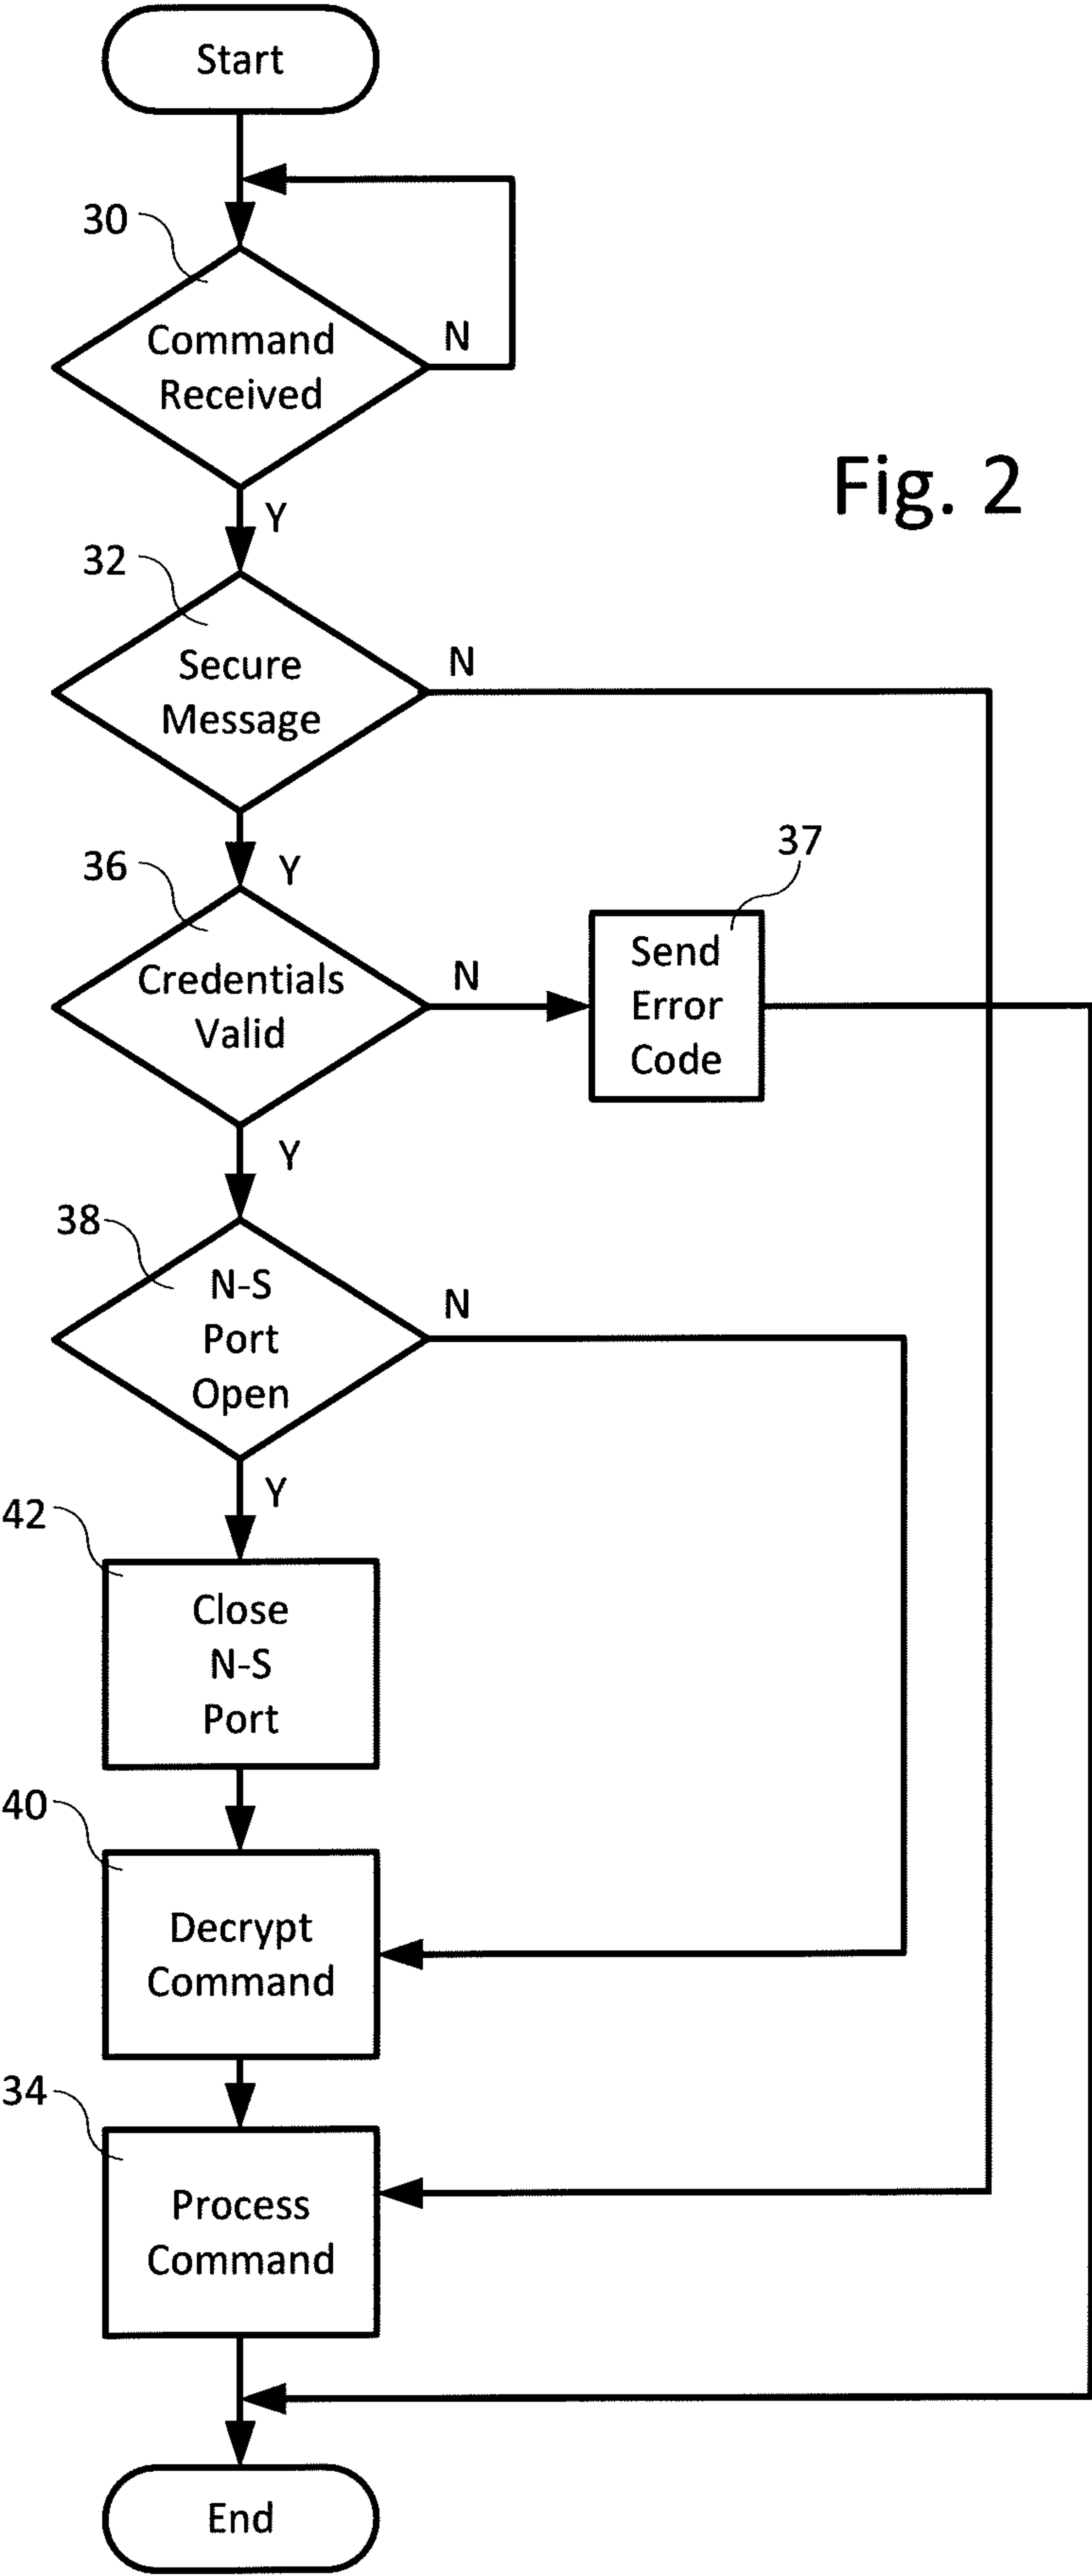 Start
30
Command
Received
N
Fig. 2
Y
32
Secure
Message
N
36
Y
37
Credentials
Valid
N
Send
Error
Code
Y
38
N-S
Port
Open
N
Y
42
Close
N-S
Port
40
Decrypt
Command
34
Process
Command
End